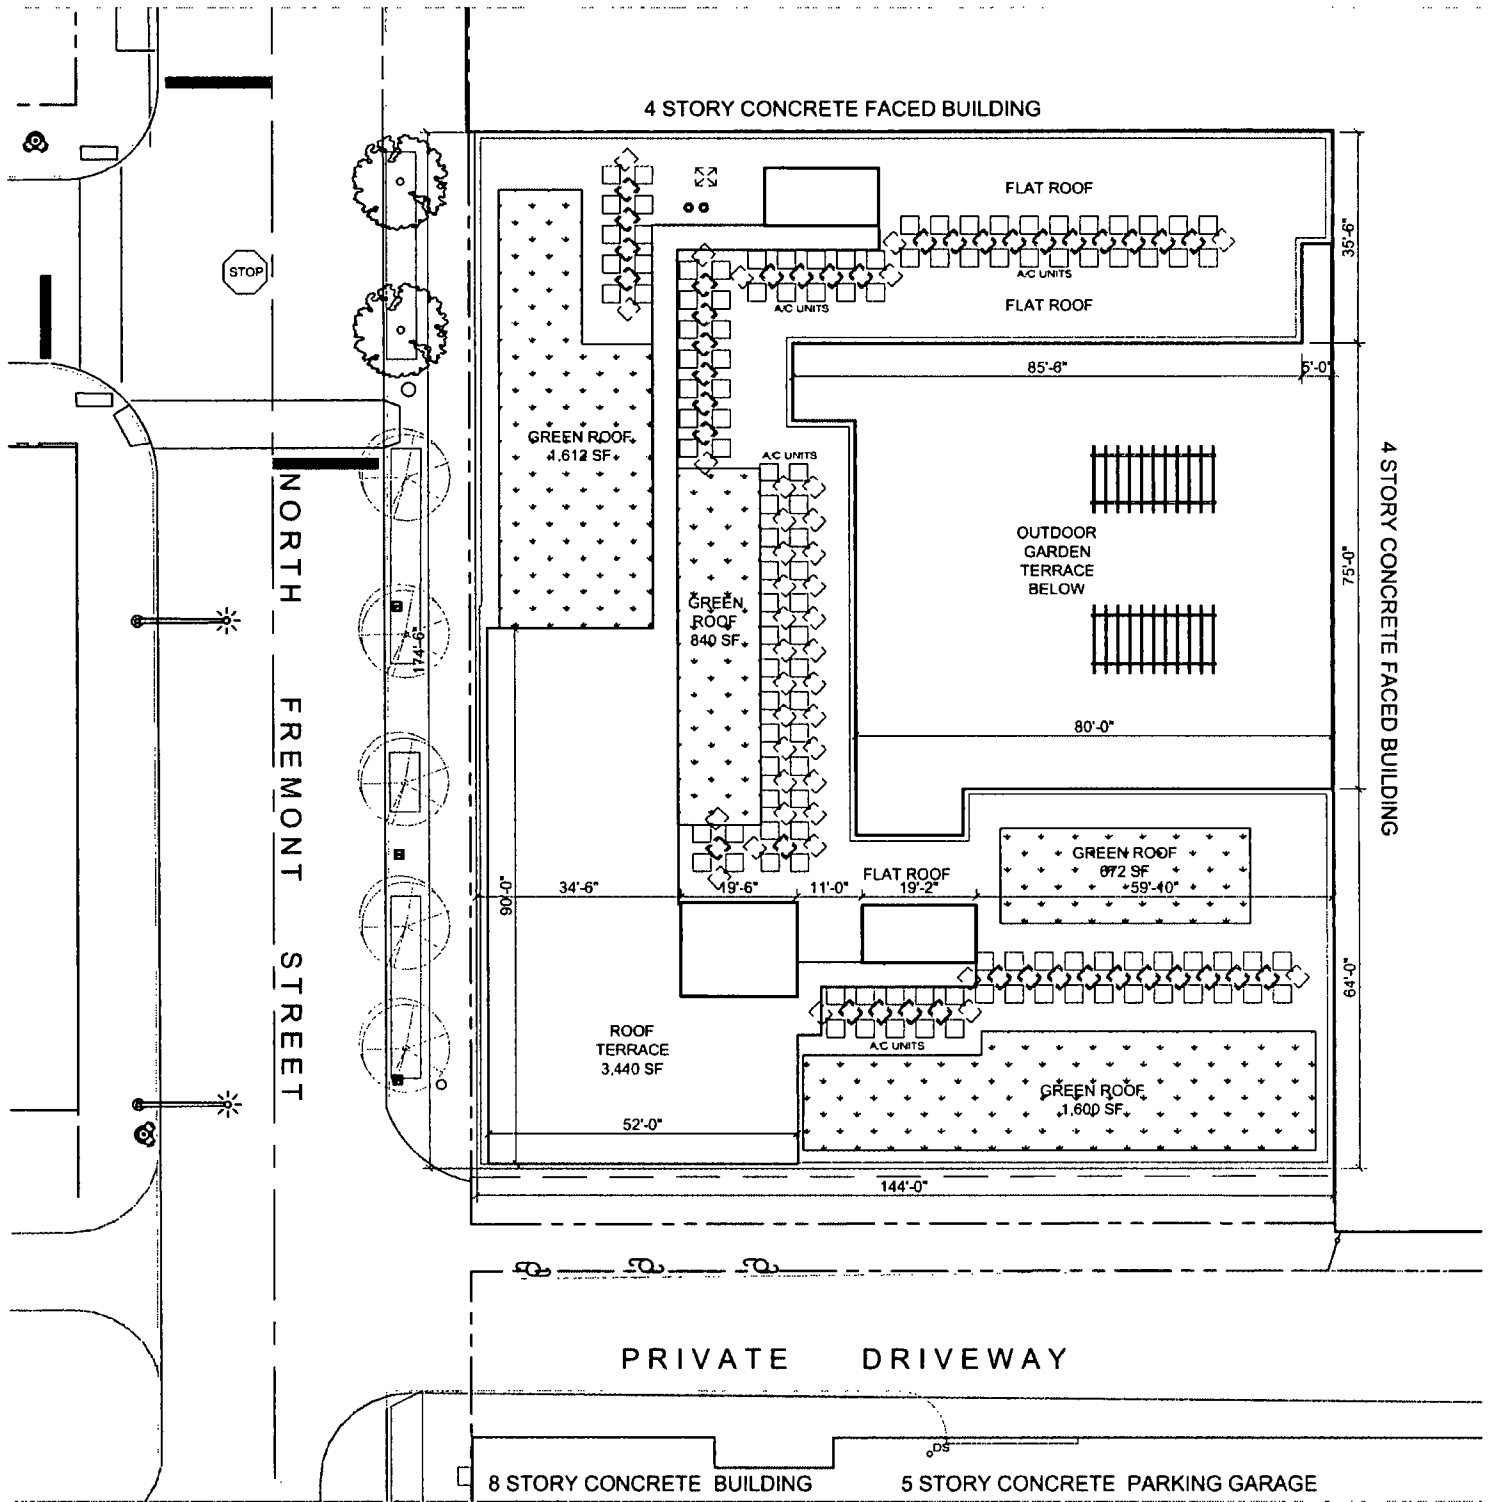 4 STORY CONCRETE FACED BUILDING
FLAT ROOF
STOP
A/C UNITS
35'-6"
A/C UNITS
FLAT ROOF
85'-6"
5'-0"
GREEN ROOF
1,612 SF
A/C UNITS
4 STORY CONCRETE FACED BUILDING
NORTH FREMONT STREET
OUTDOOR
GARDEN
TERRACE
BELOW
75'-0"
GREEN
ROOF
840 SF
174'-6"
80'-0"
GREEN ROOF
672 SF
FLAT ROOF
90'-0"
34'-6"
19'-6"
11'-0"
19'-2"
59'-10"
64'-0"
ROOF
TERRACE
3,440 SF
A/C UNITS
GREEN ROOF
1,600 SF
52'-0"
144'-0"
PRIVATE DRIVEWAY
DS
8 STORY CONCRETE BUILDING
5 STORY CONCRETE PARKING GARAGE